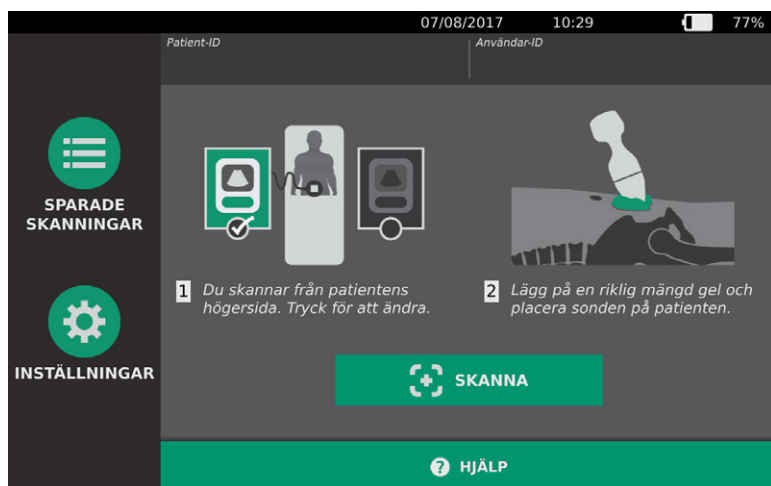 07/08/2017 10:29 77%
Patient-ID
Användar-ID
SPARADE
SKANNINGAR
INSTÄLLNINGAR
1 Du skannar från patientens
högersida. Tryck för att ändra.
2 Lägg på en riklig mängd gel och
placera sonden på patienten.
SKANNA
? HJÄLP